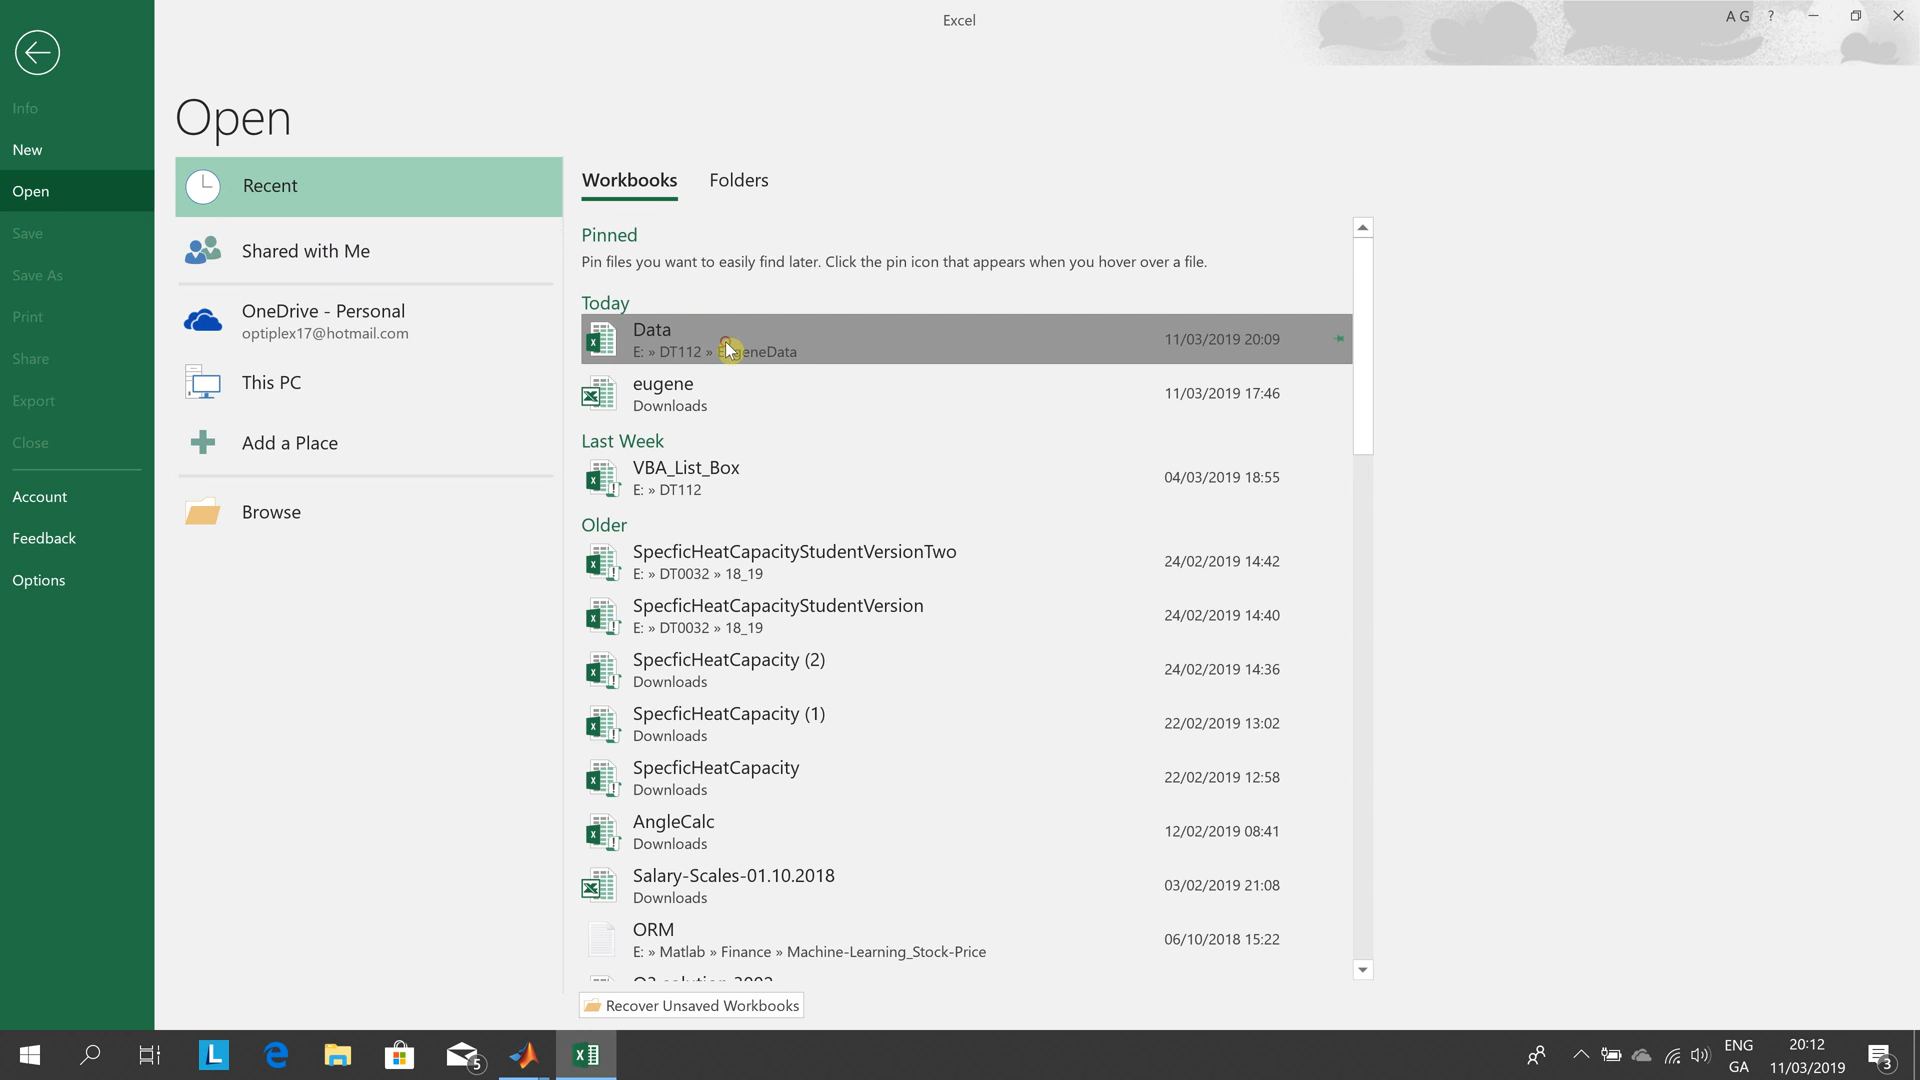 Excel
A G ?
Info
New
Open
Save
Save As
Print
Share
Export
Close
Account
Feedback
Options
Open
Recent
Shared with Me
OneDrive - Personal
optiplex17@hotmail.com
This PC
Add a Place
Browse
Workbooks Folders
Pinned
Pin files you want to easily find later. Click the pin icon that appears when you hover over a file.
Today
Data 11/03/2019 20:09
E: » DT112 » EugeneData
eugene 11/03/2019 17:46
Downloads
Last Week
VBA_List_Box 04/03/2019 18:55
E: » DT112
Older
SpecficHeatCapacityStudentVersionTwo 24/02/2019 14:42
E: » DT0032 » 18_19
SpecficHeatCapacityStudentVersion 24/02/2019 14:40
E: » DT0032 » 18_19
SpecficHeatCapacity (2) 24/02/2019 14:36
Downloads
SpecficHeatCapacity (1) 22/02/2019 13:02
Downloads
SpecficHeatCapacity 22/02/2019 12:58
Downloads
AngleCalc 12/02/2019 08:41
Downloads
Salary-Scales-01.10.2018 03/02/2019 21:08
Downloads
ORM 06/10/2018 15:22
E: » Matlab » Finance » Machine-Learning_Stock-Price
Recover Unsaved Workbooks
L
5
ENG
GA
20:12
11/03/2019
3